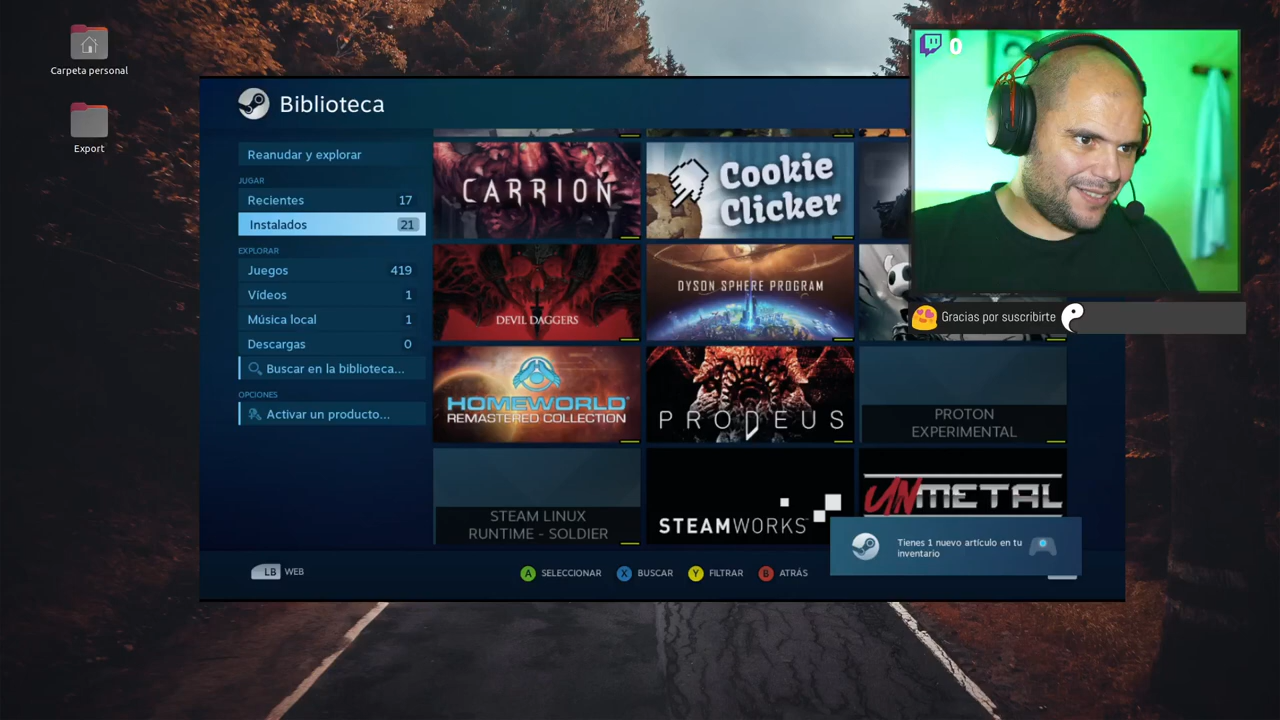 Carpeta personal
Export
Biblioteca
Reanudar y explorar
JUGAR
Recientes 17
Instalados 21
EXPLORAR
Juegos 419
Vídeos 1
Música local 1
Descargas 0
Buscar en la biblioteca...
OPCIONES
Activar un producto...
CARRION
Cookie
Clicker
DEVIL DAGGERS
DYSON SPHERE PROGRAM
HOMEWORLD
REMASTERED COLLECTION
PRODEUS
PROTON
EXPERIMENTAL
STEAM LINUX
RUNTIME - SOLDIER
STEAMWORKS
UNMETAL
Tienes 1 nuevo artículo en tu
inventario
LB WEB
A SELECCIONAR
X BUSCAR
Y FILTRAR
B ATRÁS
0
Gracias por suscribirte